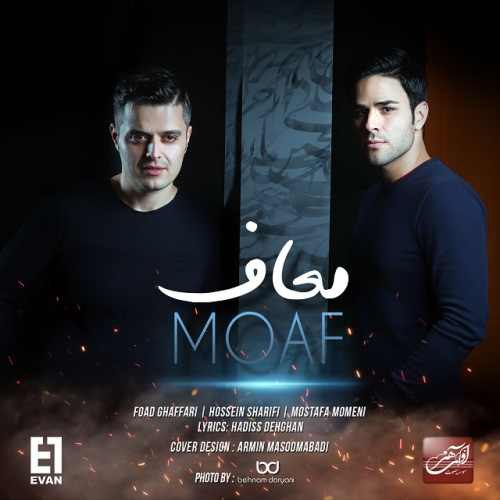 معاف
MOAF
FOAD GHAFFARI | HOSSEIN SHARIFI | MOSTAFA MOMENI
LYRICS: HADISS DEHGHAN
COVER DESIGN : ARMIN MASOOMABADI
PHOTO BY : bd behnam daryani
EVAN